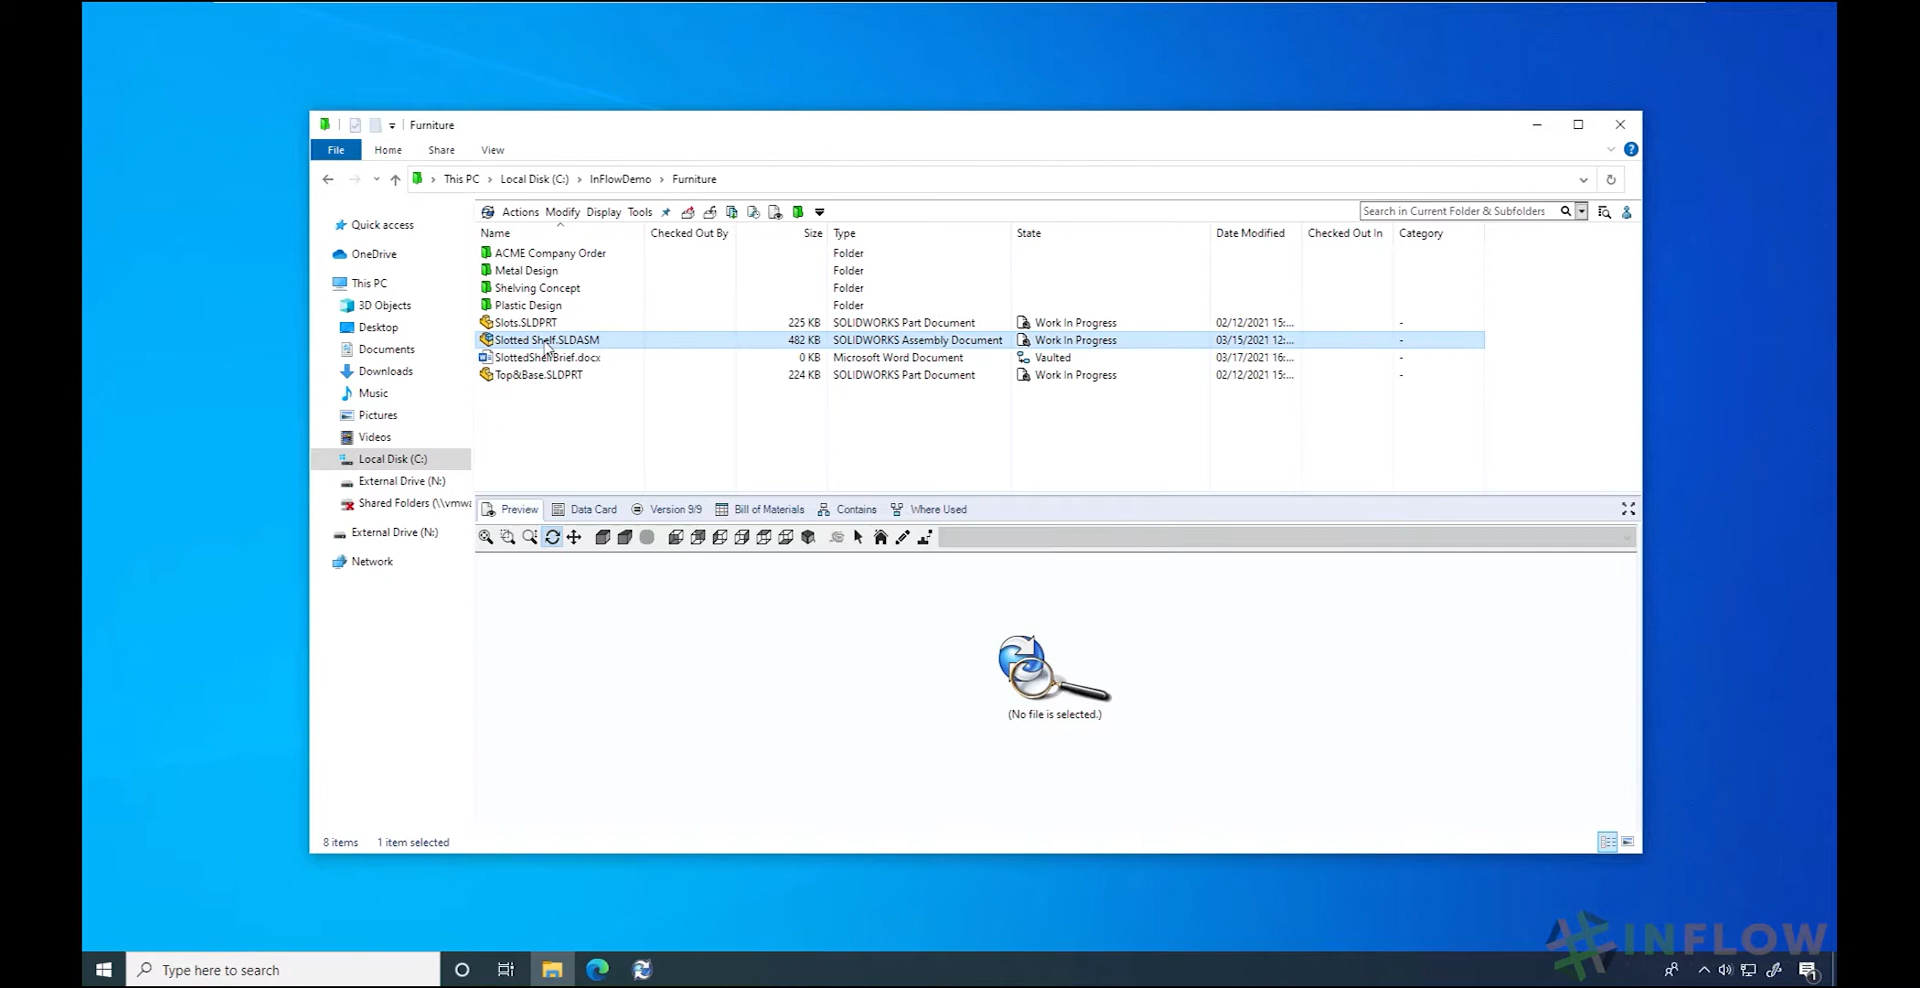 Furniture
File Home Share View
This PC Local Disk (C:) InFlowDemo Furniture
Actions Modify Display Tools Search in Current Folder & Subfolders
Name Checked Out By Size Type State Date Modified Checked Out In Category
ACME Company Order Folder
Metal Design Folder
Shelving Concept Folder
Plastic Design Folder
Slots.SLDPRT 225 KB SOLIDWORKS Part Document Work In Progress 02/12/2021 15:... -
Slotted Shelf.SLDASM 482 KB SOLIDWORKS Assembly Document Work In Progress 03/15/2021 12:... -
SlottedShelfBrief.docx 0 KB Microsoft Word Document Vaulted 03/17/2021 16:... -
Top&Base.SLDPRT 224 KB SOLIDWORKS Part Document Work In Progress 02/12/2021 15:... -
Quick access
OneDrive
This PC
3D Objects
Desktop
Documents
Downloads
Music
Pictures
Videos
Local Disk (C:)
External Drive (N:)
Shared Folders (\\vmwa
External Drive (N:)
Network
Preview Data Card Version 9/9 Bill of Materials Contains Where Used
(No file is selected.)
8 items 1 item selected
INFLOW
Type here to search
1